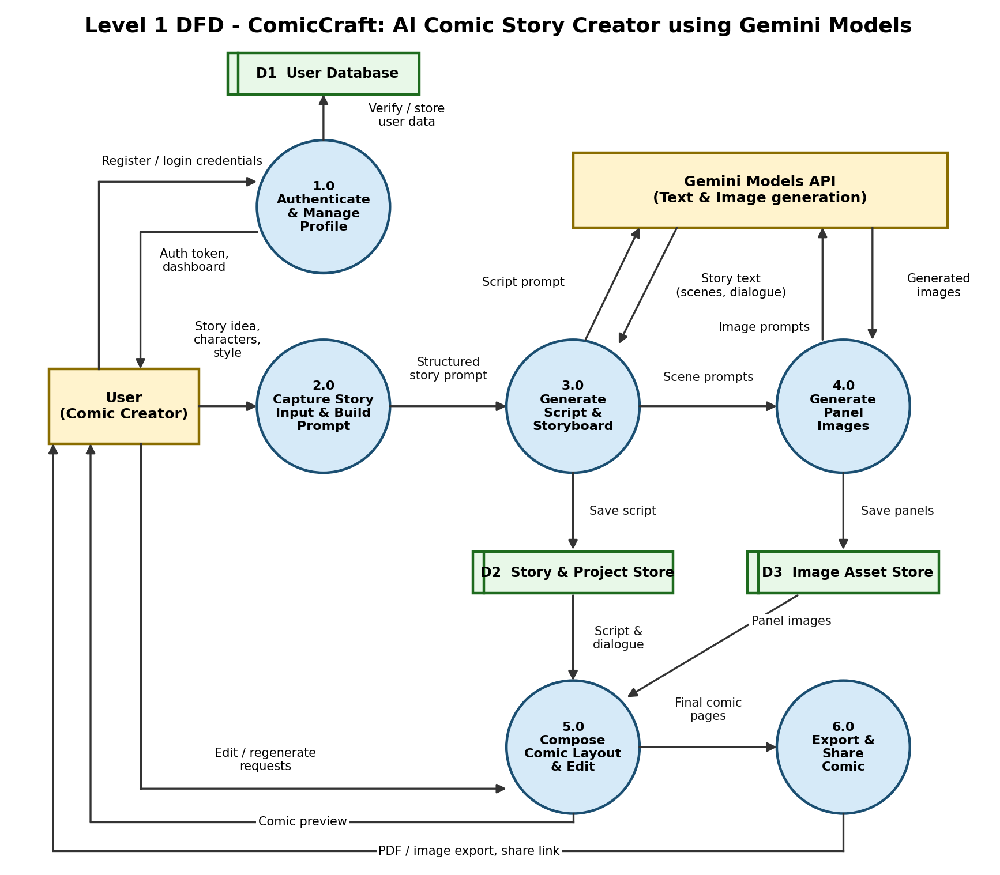 Level 1 DFD - ComicCraft: AI Comic Story Creator using Gemini Models
D1  User Database
Verify / store
user data
Register / login credentials
1.0
Authenticate
& Manage
Profile
Gemini Models API
(Text & Image generation)
Auth token,
dashboard
Script prompt
Story text
(scenes, dialogue)
Generated
images
Image prompts
Story idea,
characters,
style
User
(Comic Creator)
2.0
Capture Story
Input & Build
Prompt
Structured
story prompt
3.0
Generate
Script &
Storyboard
Scene prompts
4.0
Generate
Panel
Images
Save script
Save panels
D2  Story & Project Store
D3  Image Asset Store
Script &
dialogue
Panel images
5.0
Compose
Comic Layout
& Edit
Final comic
pages
6.0
Export &
Share
Comic
Edit / regenerate
requests
Comic preview
PDF / image export, share link